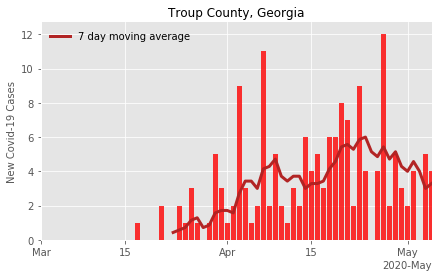 Troup County, Georgia
7 day moving average
New Covid-19 Cases
12
10
8
6
4
2
0
Mar
15
Apr
15
May
2020-May